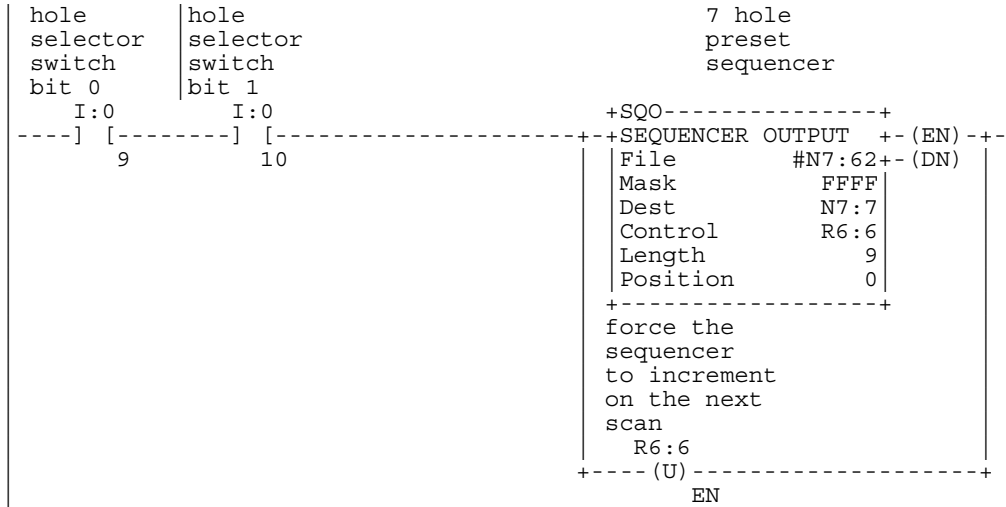 | hole      |hole                        7 hole
| selector  |selector                    preset
| switch    |switch                      sequencer
| bit 0     |bit 1
|    I:0         I:0                      +SQO---------------+
|----] [--------] [--------------------+-+SEQUENCER OUTPUT  +-(EN)-+-
|       9          10                    | |File       #N7:62+-(DN) |
|                                        | |Mask         FFFF|      |
|                                        | |Dest         N7:7|      |
|                                        | |Control      R6:6|      |
|                                        | |Length          9|      |
|                                        | |Position        0|      |
|                                        | +------------------+      |
|                                        | force the                 |
|                                        | sequencer                 |
|                                        | to increment              |
|                                        | on the next               |
|                                        | scan                      |
|                                        |   R6:6                    |
|                                        +----(U)--------------------+
|                                               EN